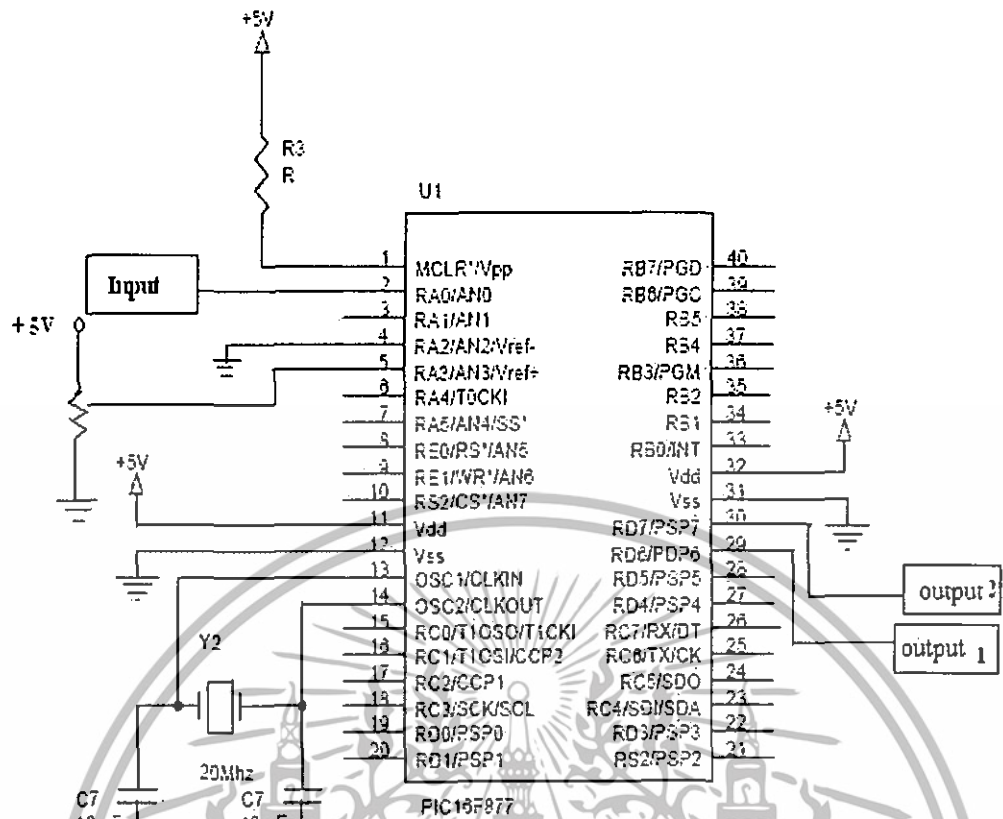 +5V
R3
R
U1
Input
+5V
+5V
1 MCLR*/Vpp
2 RA0/AN0
3 RA1/AN1
4 RA2/AN2/Vref-
5 RA2/AN3/Vref+
6 RA4/T0CKI
7 RA5/AN4/SS*
8 RE0/RS*/AN5
9 RE1/WR*/AN6
10 RS2/CS*/AN7
11 Vdd
12 Vss
13 OSC1/CLKIN
14 OSC2/CLKOUT
15 RC0/T1OSO/T1CKI
16 RC1/T1OSI/CCP2
17 RC2/CCP1
18 RC3/SCK/SCL
19 RD0/PSP0
20 RD1/PSP1
RB7/PGD 40
RB6/PGC 39
RB5 38
RB4 37
RB3/PGM 36
RB2 35
RB1 34
RB0/INT 33
Vdd 32
Vss 31
RD7/PSP7 30
RD6/PDP6 29
RD5/PSP5 28
RD4/PSP4 27
RC7/RX/DT 26
RC6/TX/CK 25
RC5/SDO 24
RC4/SDI/SDA 23
RD3/PSP3 22
RS2/PSP2 21
+5V
output 2
output 1
Y2
20Mhz
C7
C7
PIC16F877